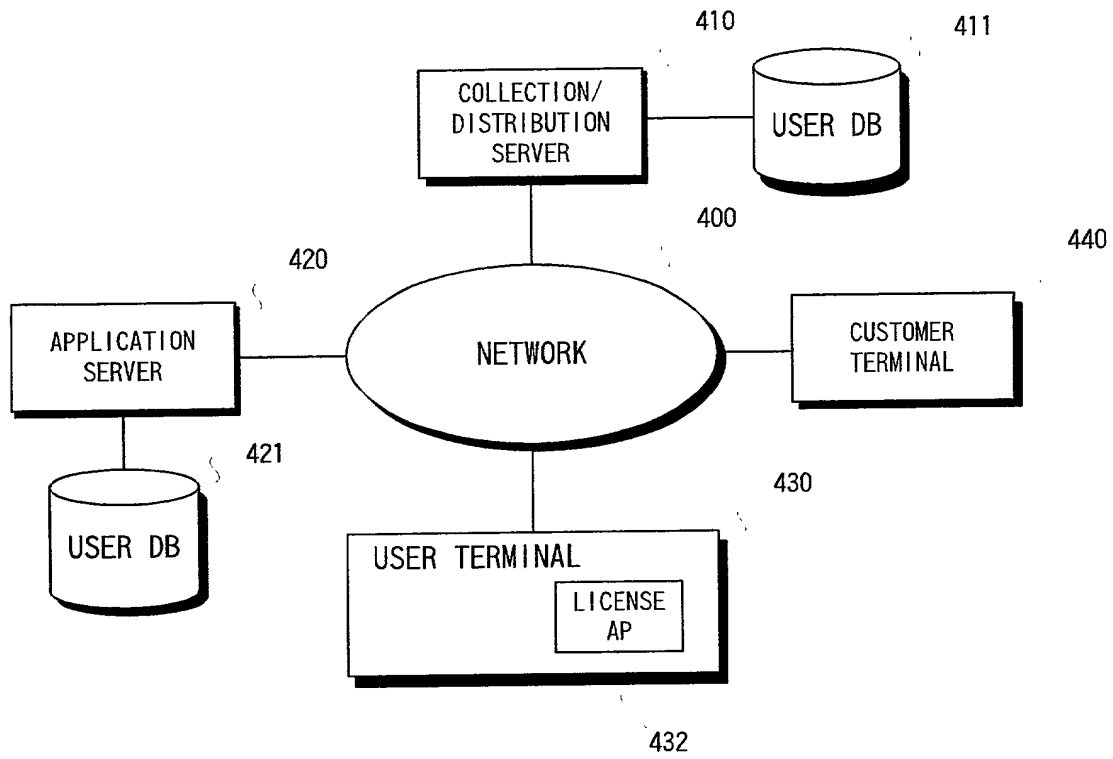 410
411
COLLECTION/
DISTRIBUTION
SERVER
USER DB
400
440
420
APPLICATION
SERVER
NETWORK
CUSTOMER
TERMINAL
421
USER DB
430
USER TERMINAL
LICENSE
AP
432